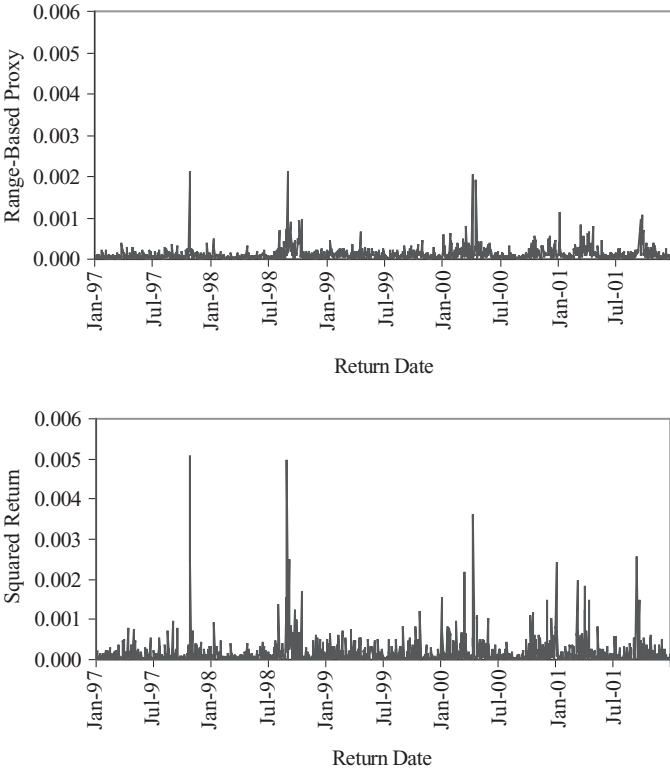 0.006
0.005
0.004
0.003
0.002
0.001
0.000
Range-Based Proxy
Jan-97
Jul-97
Jan-98
Jul-98
Jan-99
Jul-99
Jan-00
Jul-00
Jan-01
Jul-01
Return Date
0.006
0.005
0.004
0.003
0.002
0.001
0.000
Squared Return
Jan-97
Jul-97
Jan-98
Jul-98
Jan-99
Jul-99
Jan-00
Jul-00
Jan-01
Jul-01
Return Date